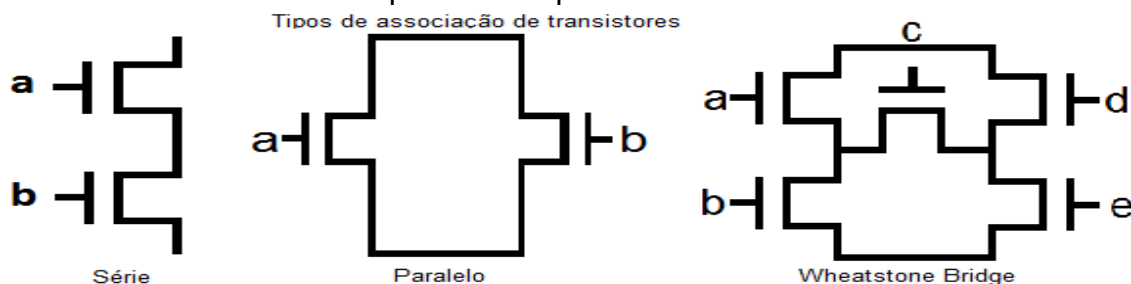 Tipos de associação de transistores
a
b
Série
a
b
Paralelo
c
a
d
b
e
Wheatstone Bridge